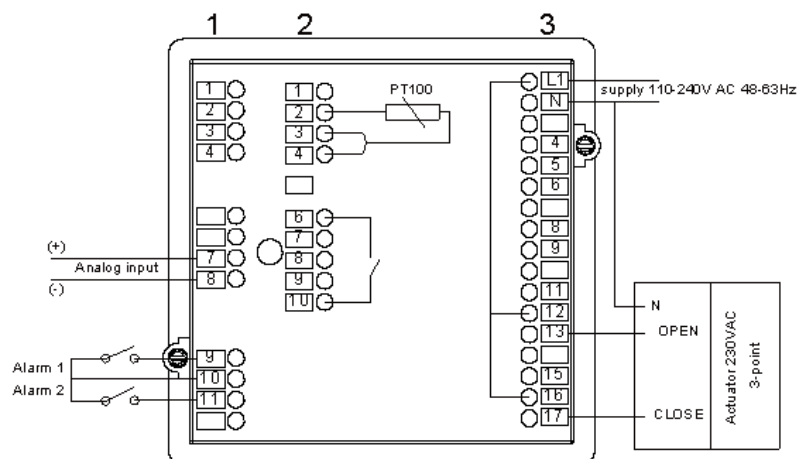 1 2 3
1 1 L1
supply 110-240V AC 48-63Hz
PT100
2 2 N
3 3
4 4 4
5
6
6 8
7 7
(+)
Analog input
8 8 9
(-)
9
10 11
12
13
N
OPEN
Alarm 1
9
10 15
Alarm 2
11 16
17
CLOSE
Actuator 230VAC
3-point